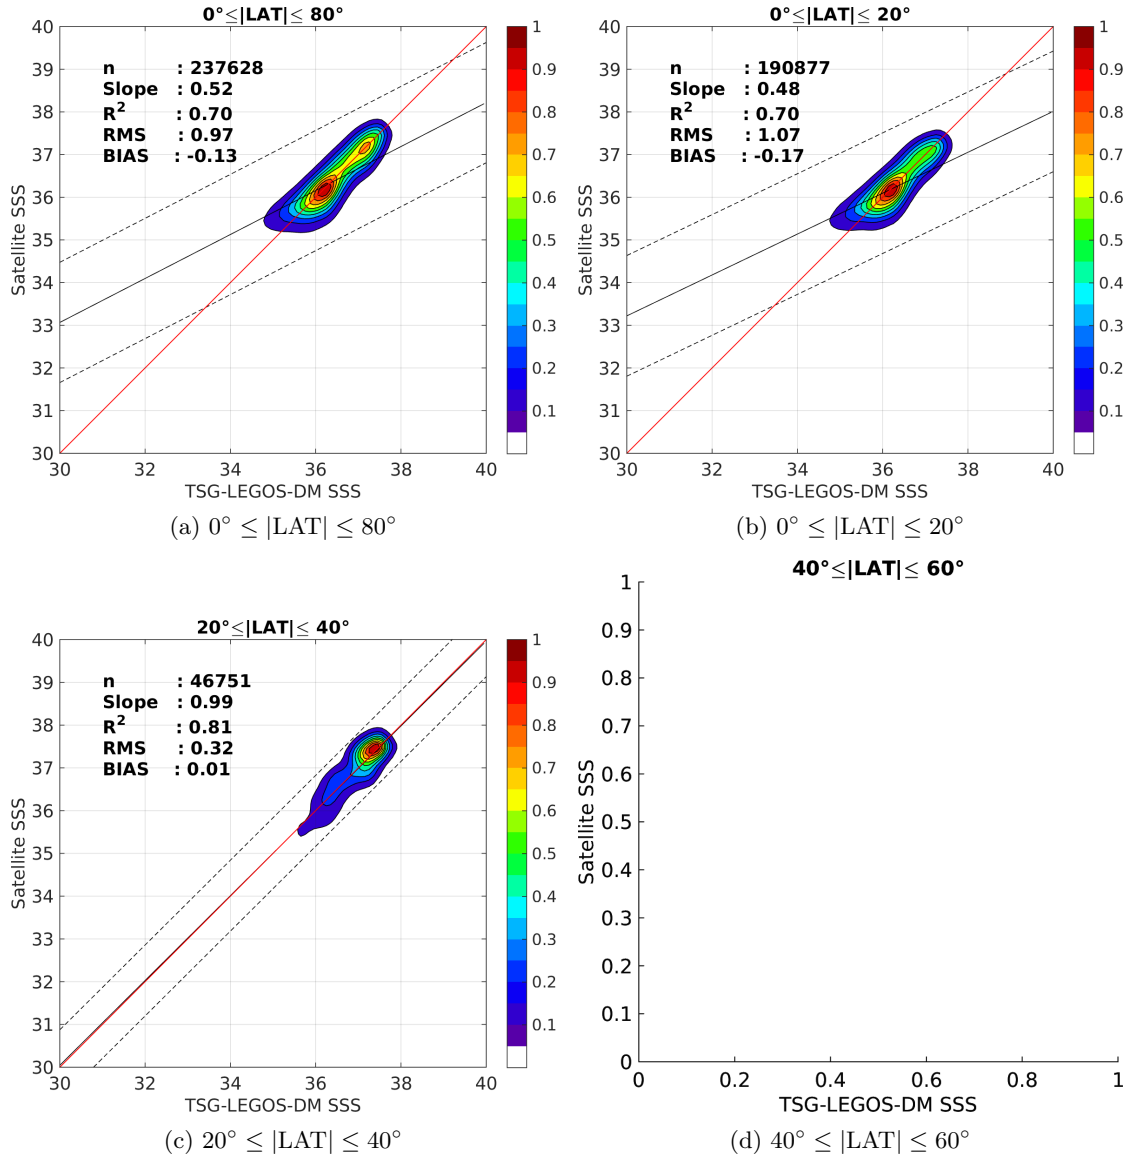 0°≤|LAT|≤ 80°
n : 237628
Slope : 0.52
R² : 0.70
RMS : 0.97
BIAS : -0.13
40
39
38
37
36
35
34
33
32
31
30
30 32 34 36 38 40
Satellite SSS
TSG-LEGOS-DM SSS
1
0.9
0.8
0.7
0.6
0.5
0.4
0.3
0.2
0.1
(a) 0° ≤ |LAT| ≤ 80°
0°≤|LAT|≤ 20°
n : 190877
Slope : 0.48
R² : 0.70
RMS : 1.07
BIAS : -0.17
40
39
38
37
36
35
34
33
32
31
30
30 32 34 36 38 40
Satellite SSS
TSG-LEGOS-DM SSS
1
0.9
0.8
0.7
0.6
0.5
0.4
0.3
0.2
0.1
(b) 0° ≤ |LAT| ≤ 20°
20°≤|LAT|≤ 40°
n : 46751
Slope : 0.99
R² : 0.81
RMS : 0.32
BIAS : 0.01
40
39
38
37
36
35
34
33
32
31
30
30 32 34 36 38 40
Satellite SSS
TSG-LEGOS-DM SSS
1
0.9
0.8
0.7
0.6
0.5
0.4
0.3
0.2
0.1
(c) 20° ≤ |LAT| ≤ 40°
40°≤|LAT|≤ 60°
1
0.9
0.8
0.7
0.6
0.5
0.4
0.3
0.2
0.1
0
0 0.2 0.4 0.6 0.8 1
Satellite SSS
TSG-LEGOS-DM SSS
(d) 40° ≤ |LAT| ≤ 60°